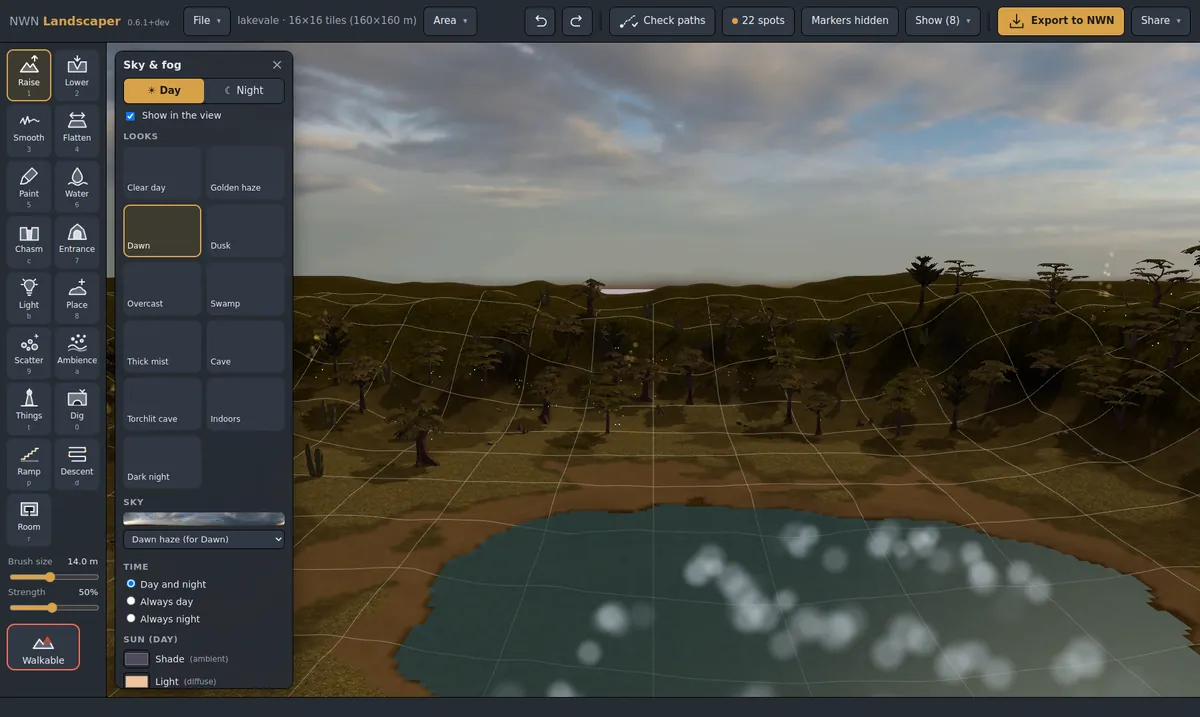 NWN Landscaper 0.6.1+dev
File
lakevale · 16×16 tiles (160×160 m)
Area
Check paths
22 spots
Markers hidden
Show (8)
Export to NWN
Share
Raise
1
Lower
2
Smooth
3
Flatten
4
Paint
5
Water
6
Chasm
c
Entrance
7
Light
b
Place
8
Scatter
9
Ambience
a
Things
t
Dig
0
Ramp
p
Descent
d
Room
r
Brush size 14.0 m
Strength 50%
Walkable
Sky & fog
Day
Night
Show in the view
LOOKS
Clear day
Golden haze
Dawn
Dusk
Overcast
Swamp
Thick mist
Cave
Torchlit cave
Indoors
Dark night
SKY
Dawn haze (for Dawn)
TIME
Day and night
Always day
Always night
SUN (DAY)
Shade (ambient)
Light (diffuse)